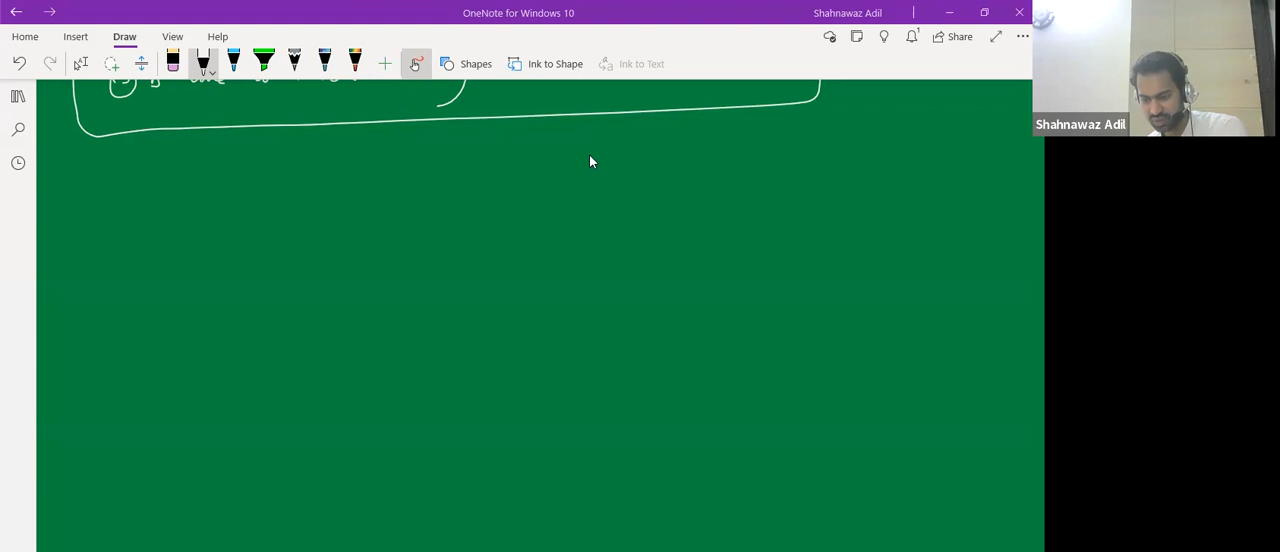 OneNote for Windows 10
Shahnawaz Adil
Home Insert Draw View Help
Share
Shapes Ink to Shape Ink to Text
Shahnawaz Adil